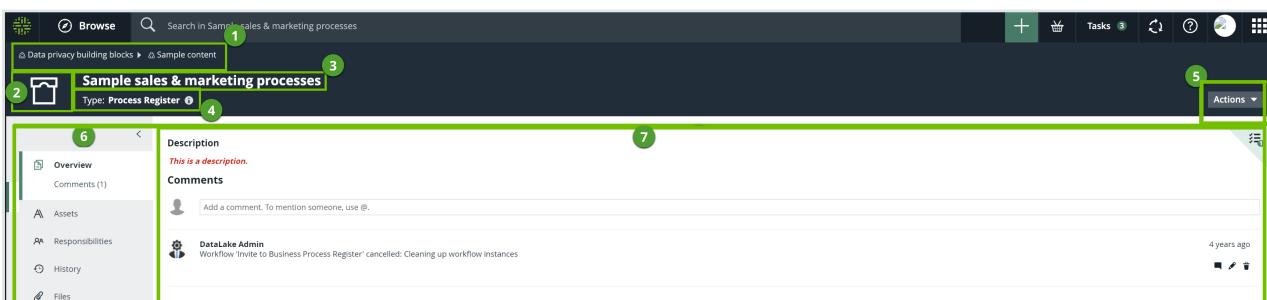 Browse
Search in Sample sales & marketing processes
Tasks 3
1
Data privacy building blocks ▸ Sample content
2
Sample sales & marketing processes
3
Type: Process Register
4
5
Actions
6
7
Description
This is a description.
Overview
Comments (1)
Comments
Add a comment. To mention someone, use @.
Assets
Responsibilities
DataLake Admin
4 years ago
Workflow 'Invite to Business Process Register' cancelled: Cleaning up workflow instances
History
Files